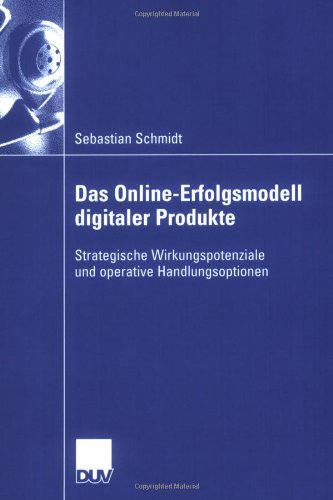 Sebastian Schmidt
Das Online-Erfolgsmodell
digitaler Produkte
Strategische Wirkungspotenziale
und operative Handlungsoptionen
DUV